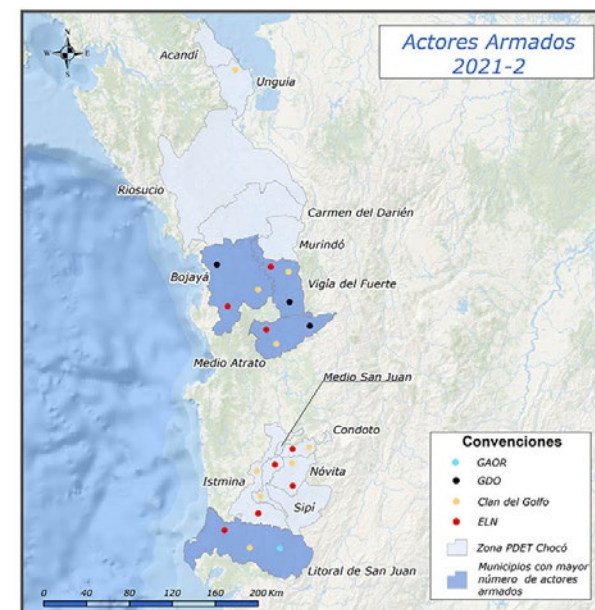 Actores Armados
2021-2
N
W
E
S
Acandí
Unguía
Riosucio
Carmen del Darién
Murindó
Bojayá
Vigía del Fuerte
Medio Atrato
Medio San Juan
Condoto
Istmina
Nóvita
Sipí
Litoral de San Juan
Convenciones
GAOR
GDO
Clan del Golfo
ELN
Zona PDET Chocó
Municipios con mayor
número de actores
armados
0 40 80 120 160 200 Km